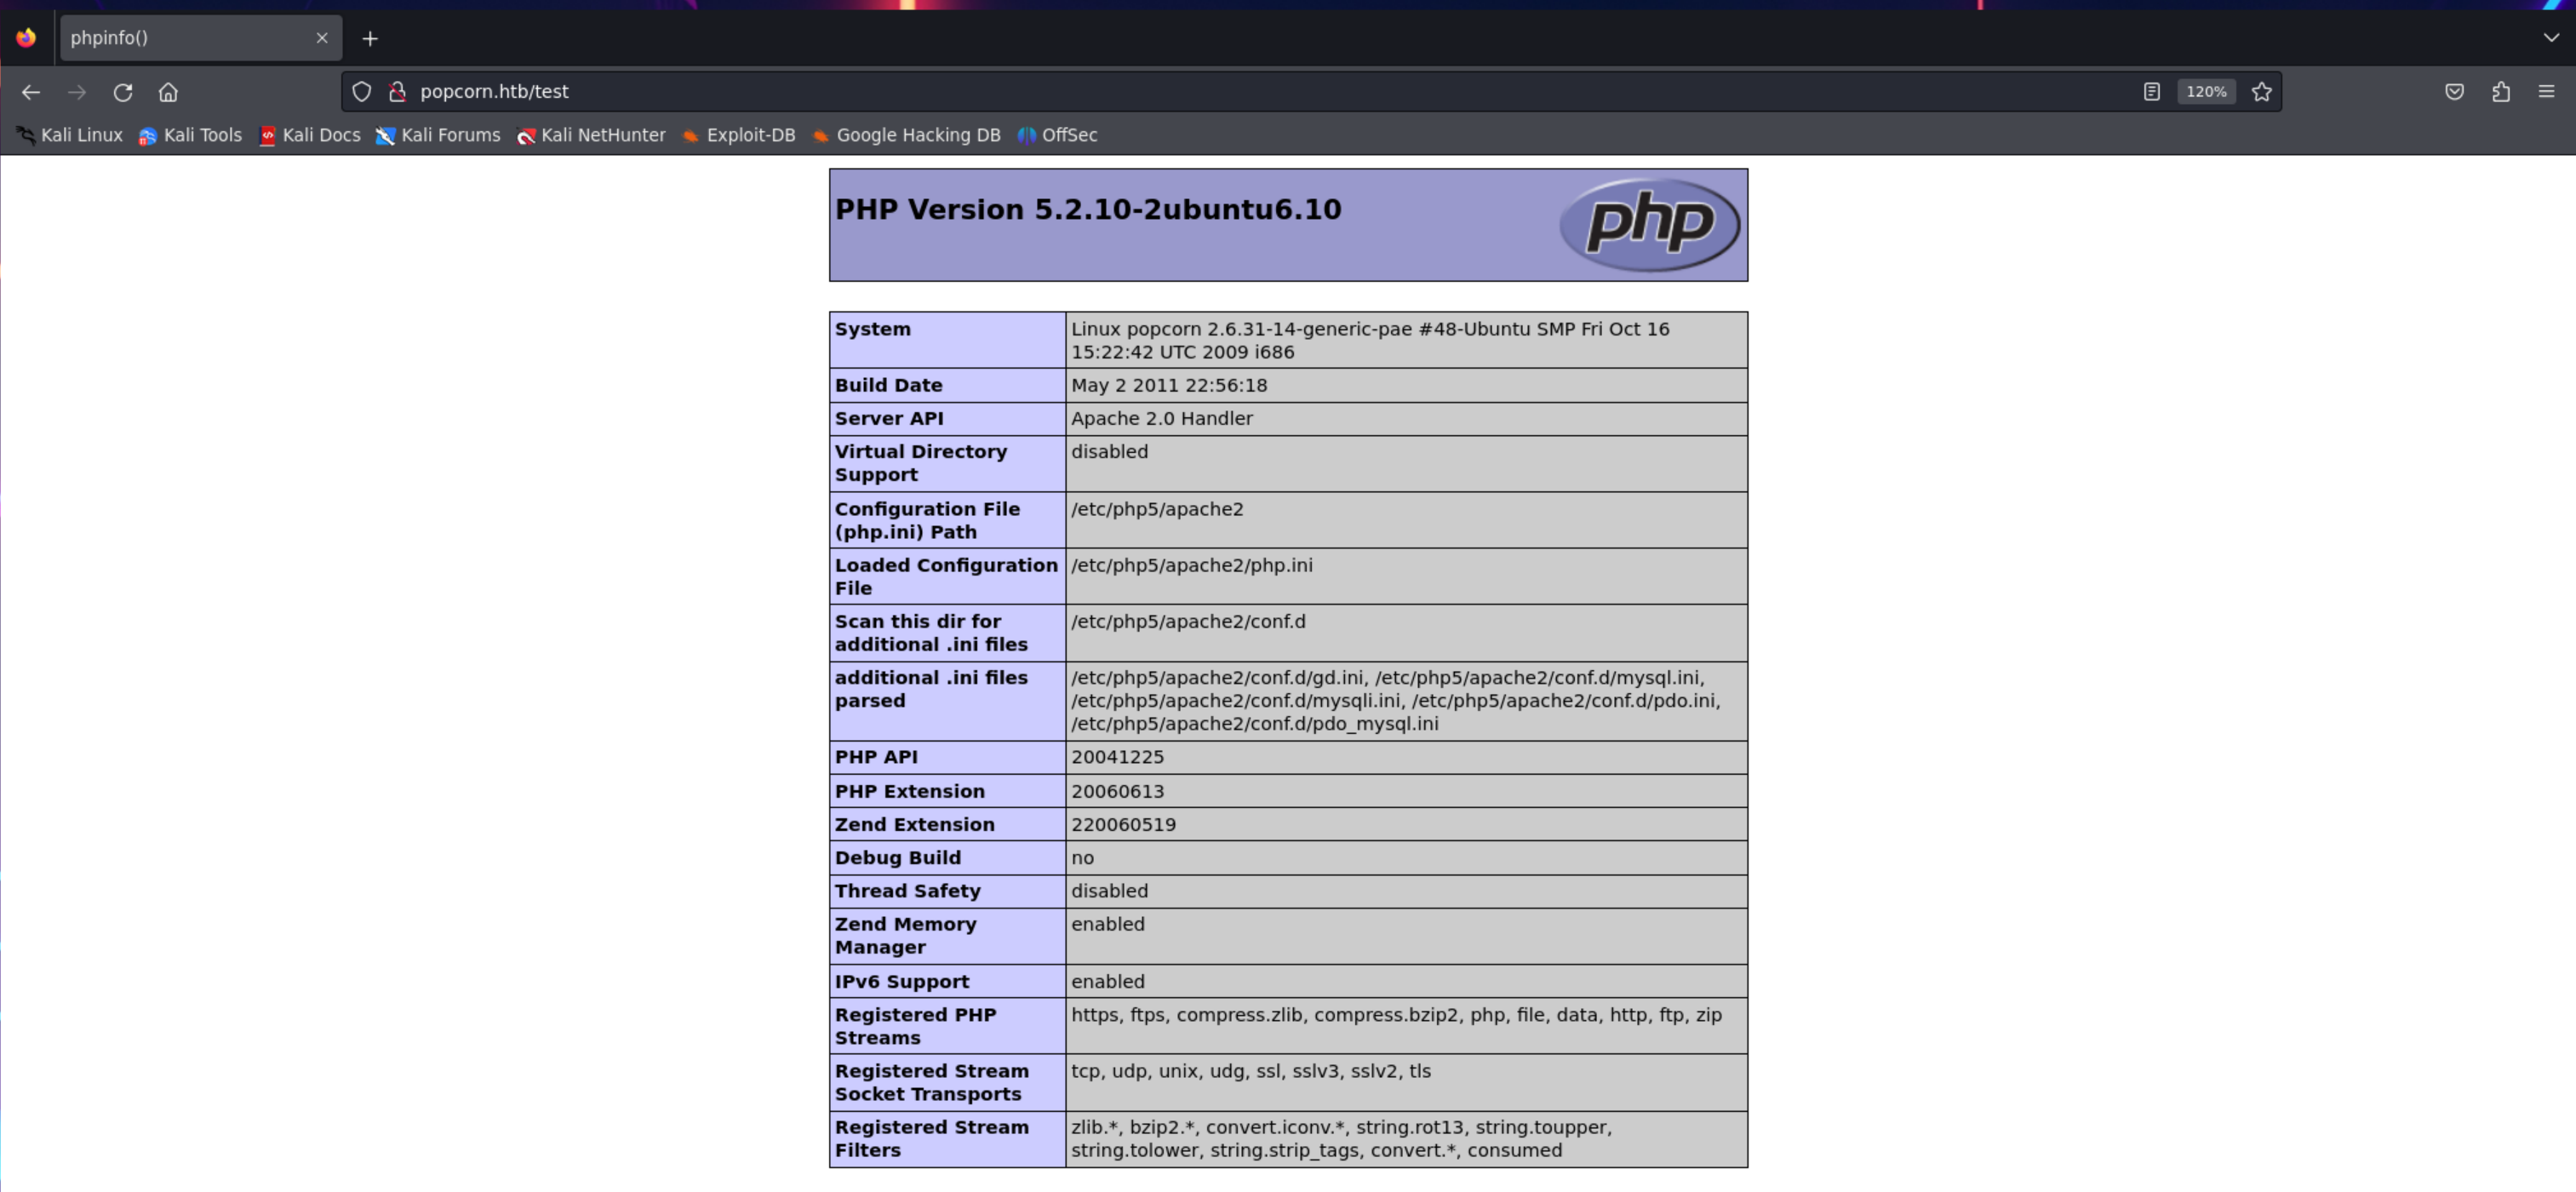 phpinfo()
popcorn.htb/test
120%
Kali Linux Kali Tools Kali Docs Kali Forums Kali NetHunter Exploit-DB Google Hacking DB OffSec
PHP Version 5.2.10-2ubuntu6.10
php
System
Linux popcorn 2.6.31-14-generic-pae #48-Ubuntu SMP Fri Oct 16
15:22:42 UTC 2009 i686
Build Date
May 2 2011 22:56:18
Server API
Apache 2.0 Handler
Virtual Directory
Support
disabled
Configuration File
(php.ini) Path
/etc/php5/apache2
Loaded Configuration
File
/etc/php5/apache2/php.ini
Scan this dir for
additional .ini files
/etc/php5/apache2/conf.d
additional .ini files
parsed
/etc/php5/apache2/conf.d/gd.ini, /etc/php5/apache2/conf.d/mysql.ini,
/etc/php5/apache2/conf.d/mysqli.ini, /etc/php5/apache2/conf.d/pdo.ini,
/etc/php5/apache2/conf.d/pdo_mysql.ini
PHP API
20041225
PHP Extension
20060613
Zend Extension
220060519
Debug Build
no
Thread Safety
disabled
Zend Memory
Manager
enabled
IPv6 Support
enabled
Registered PHP
Streams
https, ftps, compress.zlib, compress.bzip2, php, file, data, http, ftp, zip
Registered Stream
Socket Transports
tcp, udp, unix, udg, ssl, sslv3, sslv2, tls
Registered Stream
Filters
zlib.*, bzip2.*, convert.iconv.*, string.rot13, string.toupper,
string.tolower, string.strip_tags, convert.*, consumed